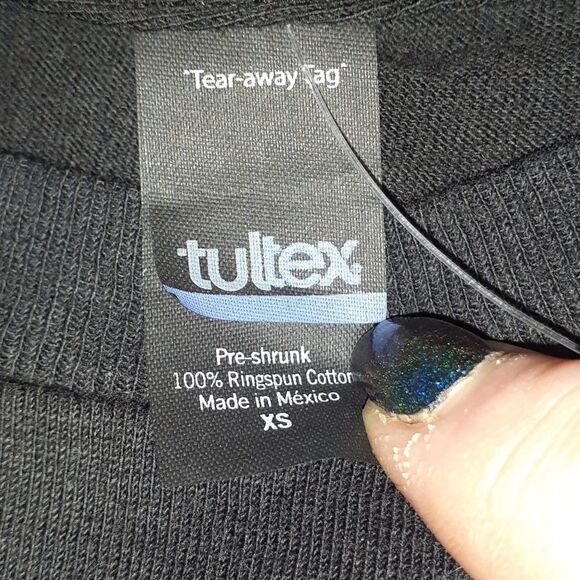 "Tear-away Tag"
tultex
Pre-shrunk
100% Ringspun Cotton
Made in México
XS